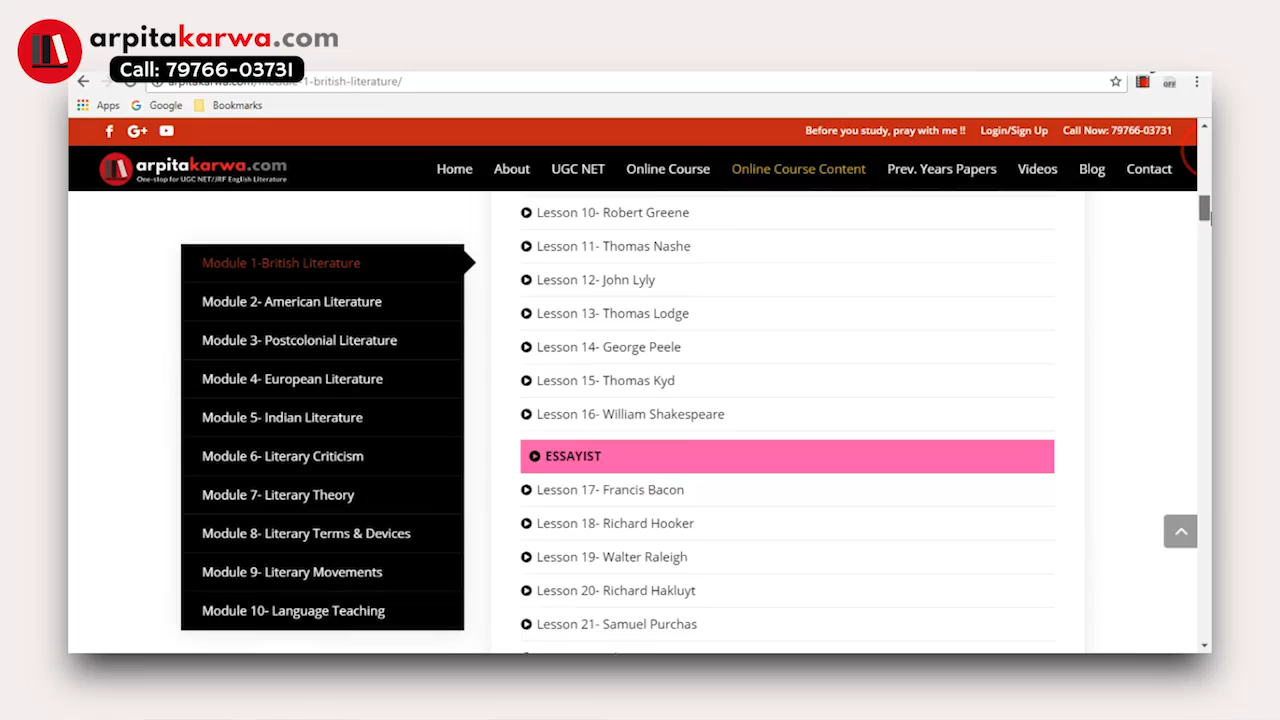 arpitakarwa.com
Call: 79766-03731
arpitakarwa.com/module-1-british-literature/
OFF
Apps
Google
Bookmarks
f G+
Before you study, pray with me !!
Login/Sign Up
Call Now: 79766-03731
arpitakarwa.com
One-stop for UGC NET/JRF English Literature
Home
About
UGC NET
Online Course
Online Course Content
Prev. Years Papers
Videos
Blog
Contact
Module 1-British Literature
Module 2- American Literature
Module 3- Postcolonial Literature
Module 4- European Literature
Module 5- Indian Literature
Module 6- Literary Criticism
Module 7- Literary Theory
Module 8- Literary Terms & Devices
Module 9- Literary Movements
Module 10- Language Teaching
Lesson 10- Robert Greene
Lesson 11- Thomas Nashe
Lesson 12- John Lyly
Lesson 13- Thomas Lodge
Lesson 14- George Peele
Lesson 15- Thomas Kyd
Lesson 16- William Shakespeare
ESSAYIST
Lesson 17- Francis Bacon
Lesson 18- Richard Hooker
Lesson 19- Walter Raleigh
Lesson 20- Richard Hakluyt
Lesson 21- Samuel Purchas